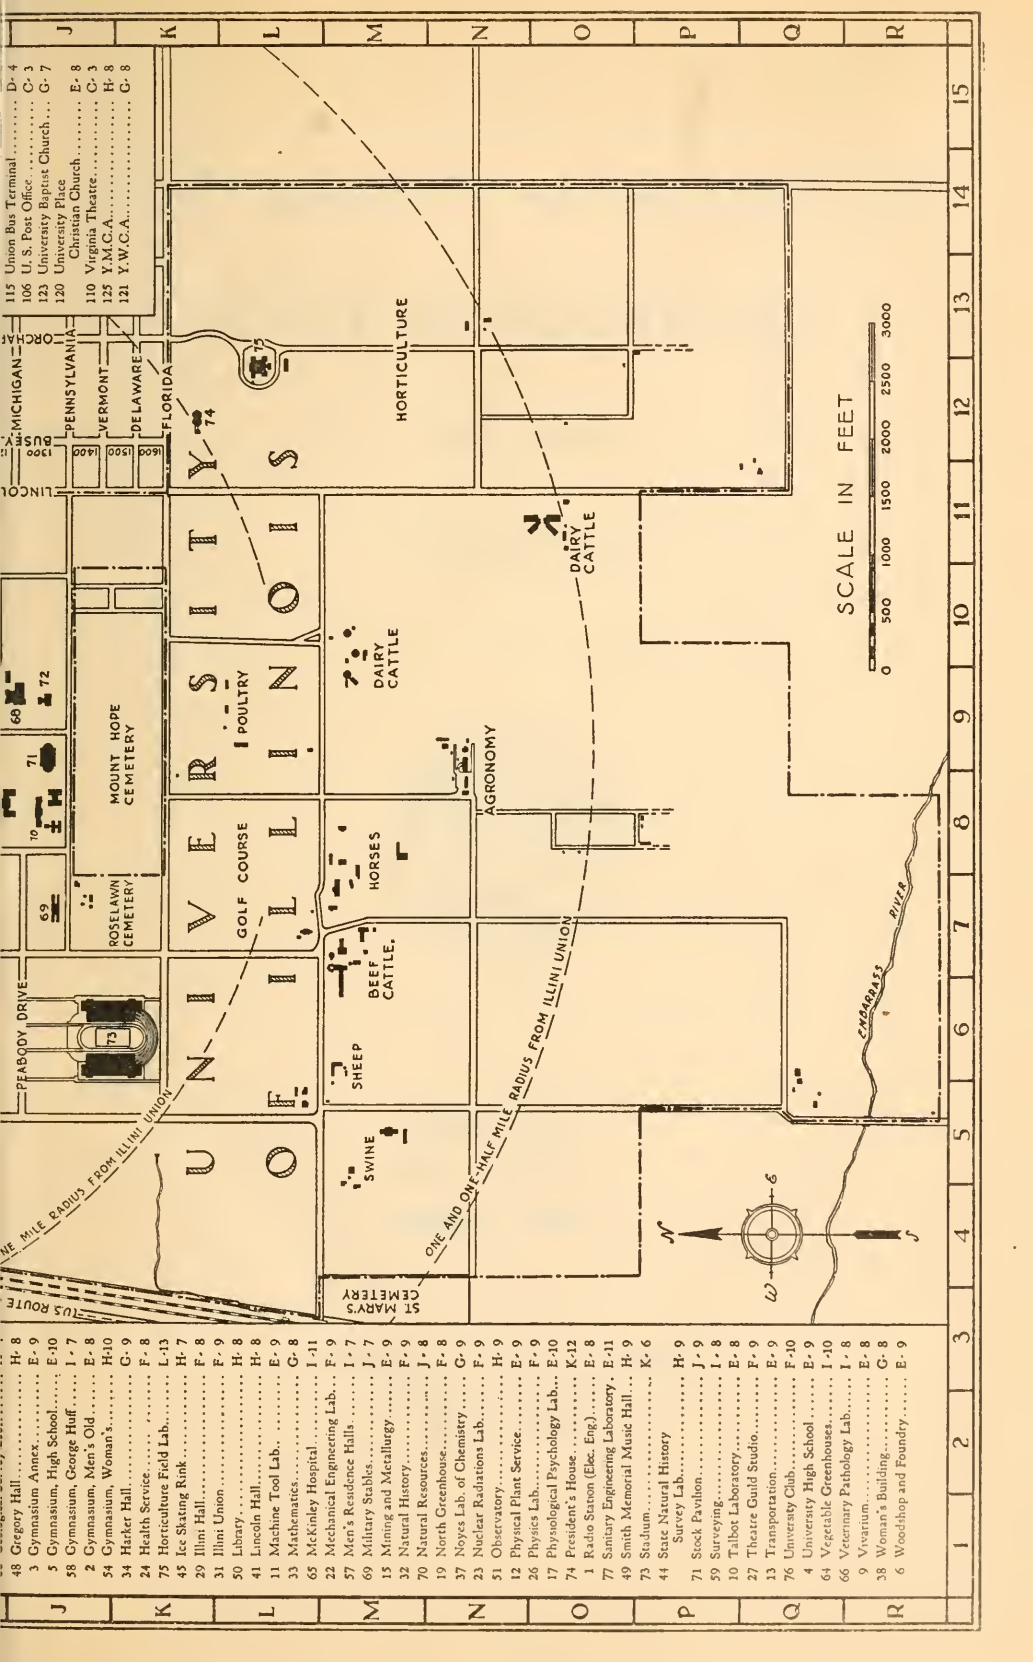 J K L M N O P Q R
115 Union Bus Terminal........ D- 4
106 U. S. Post Office............ C- 3
123 University Baptist Church... G- 7
120 University Place
Christian Church....... E- 8
110 Virginia Theatre............ C- 3
125 Y.M.C.A.................. H- 8
121 Y.W.C.A.................. G- 8
15
14
13
12
11
10
9
8
7
6
5
4
3
2
1
MICHIGAN
PENNSYLVANIA
VERMONT
DELAWARE
FLORIDA
ORCHAR
BUSEY
LINCOL
1300
1400
1500
1600
74
75
HORTICULTURE
UNIVERSITY
OF ILLINOIS
68
72
71
70
69
73
MOUNT HOPE
CEMETERY
ROSELAWN
CEMETERY
PEABODY DRIVE
POULTRY
GOLF COURSE
DAIRY
CATTLE
DAIRY
CATTLE
AGRONOMY
HORSES
BEEF
CATTLE.
SHEEP
SWINE
ST. MARY'S
CEMETERY
(US ROUTE
NE MILE RADIUS FROM ILLINI UNION
ONE AND ONE-HALF MILE RADIUS FROM ILLINI UNION
EMBARRASS RIVER
SCALE IN FEET
0 500 1000 1500 2000 2500 3000
N
E
S
W
48 Gregory Hall.............. H- 8
3 Gymnasium Annex........ E- 9
5 Gymnasium, High School... E-10
58 Gymnasium, George Huff... I - 7
2 Gymnasium, Men's Old.... E- 8
54 Gymnasium, Woman's...... H-10
34 Harker Hall.............. G- 9
24 Health Service............ F- 8
75 Horticulture Field Lab...... L-13
45 Ice Skating Rink.......... H- 7
29 Illini Hall................ F- 8
31 Illini Union............... F- 9
50 Library.................. H- 8
41 Lincoln Hall.............. H- 8
11 Machine Tool Lab......... E- 9
33 Mathematics.............. G- 8
65 McKinley Hospital........ I -11
22 Mechanical Engineering Lab. F- 9
57 Men's Residence Halls..... I - 7
69 Military Stables........... J - 7
15 Mining and Metallurgy..... E- 9
32 Natural History........... F- 9
70 Natural Resources......... J - 8
19 North Greenhouse......... F- 8
37 Noyes Lab. of Chemistry.... G- 9
23 Nuclear Radiations Lab..... F- 9
51 Observatory.............. H- 9
12 Physical Plant Service...... E- 9
26 Physics Lab............... F- 9
17 Physiological Psychology Lab... E-10
74 President's House.......... K-12
1 Radio Station (Elec. Eng.)... E- 8
77 Sanitary Engineering Laboratory. E-11
49 Smith Memorial Music Hall... H- 9
73 Stadium.................. K- 6
44 State Natural History
Survey Lab............ H- 9
71 Stock Pavilion............ J - 9
59 Surveying................ I - 8
10 Talbot Laboratory......... E- 8
27 Theatre Guild Studio....... F- 9
13 Transportation............ E- 9
76 University Club........... F-10
4 University High School..... E- 9
64 Vegetable Greenhouses..... I -10
66 Veterinary Pathology Lab... I - 8
9 Vivarium................ E- 8
38 Woman's Building......... G- 8
6 Woodshop and Foundry.... E- 9
J K L M N O P Q R